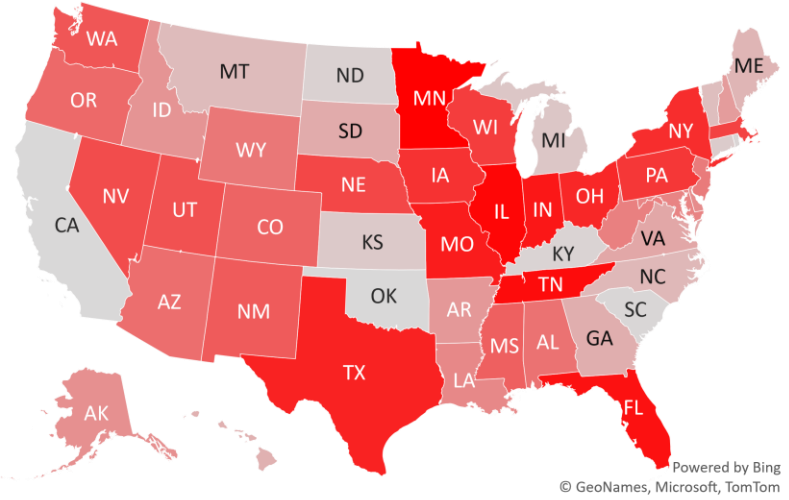 WA
MT
ND
MN
ME
OR
ID
SD
WI
MI
NY
WY
NV
UT
NE
IA
PA
CA
CO
KS
MO
IL
IN
OH
KY
VA
AZ
NM
OK
AR
TN
NC
SC
TX
LA
MS
AL
GA
AK
FL
Powered by Bing
© GeoNames, Microsoft, TomTom